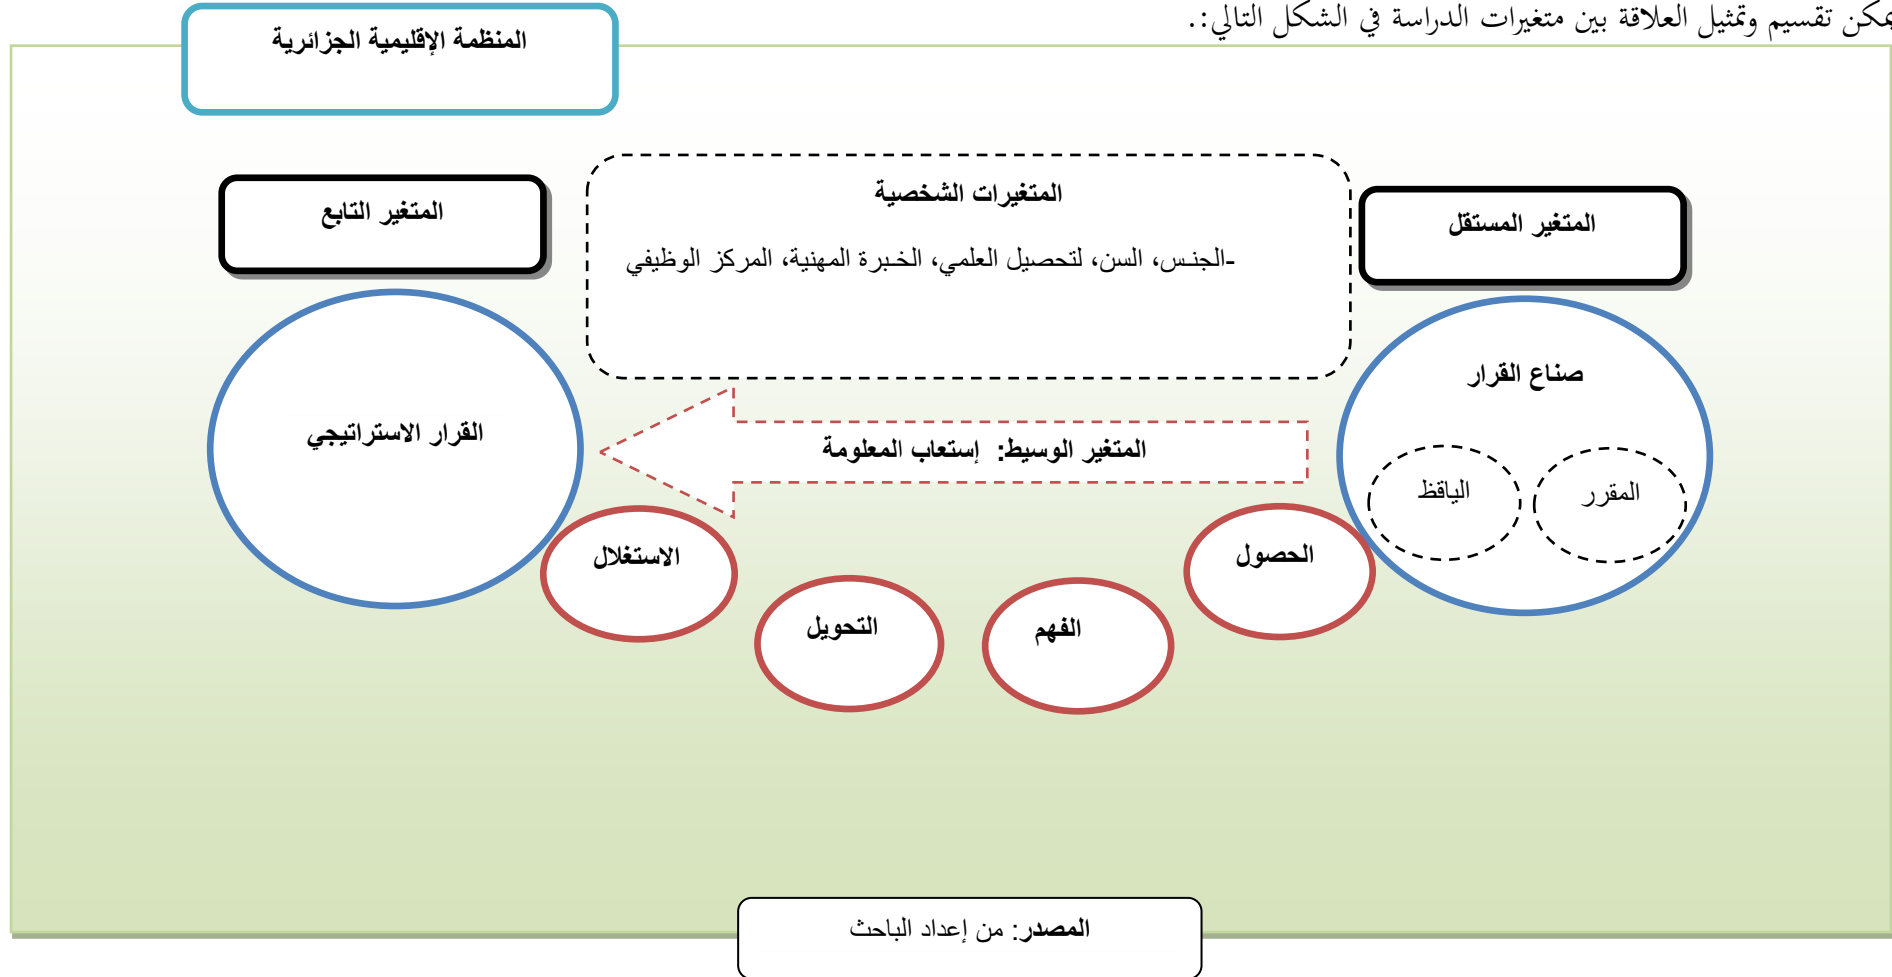 يمكن تقسيم وتمثيل العلاقة بين متغيرات الدراسة في الشكل التالي:.
المنظمة الإقليمية الجزائرية
المتغير المستقل
المتغيرات الشخصية
-الجنس، السن، لتحصيل العلمي، الخبرة المهنية، المركز الوظيفي
المتغير التابع
صناع القرار
المقرر
الياقظ
المتغير الوسيط: إستعاب المعلومة
القرار الاستراتيجي
الحصول
الفهم
التحويل
الاستغلال
المصدر: من إعداد الباحث